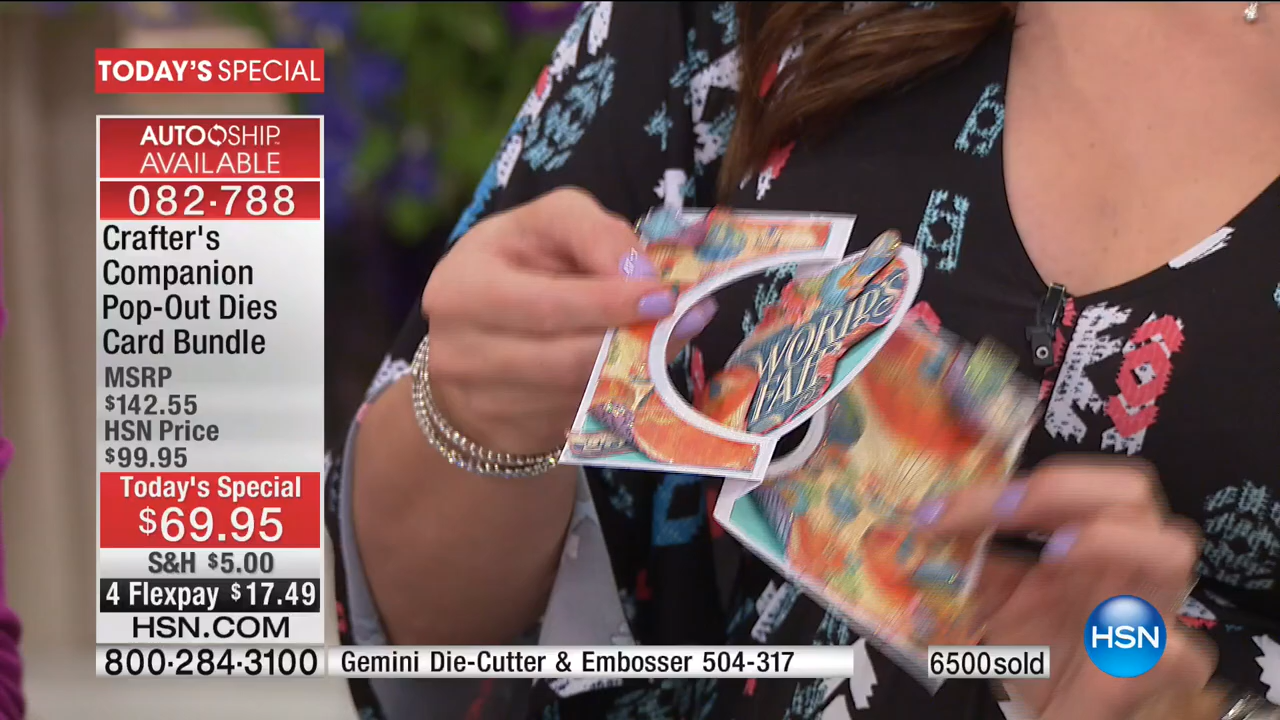 TODAY'S SPECIAL
AUTO SHIP
AVAILABLE
082·788
Crafter's
Companion
Pop-Out Dies
Card Bundle
MSRP
$142.55
HSN Price
$99.95
Today's Special
$69.95
S&H $5.00
4 Flexpay $17.49
HSN.COM
800·284·3100
Gemini Die-Cutter & Embosser 504-317
6500sold
HSN
WORLD'S